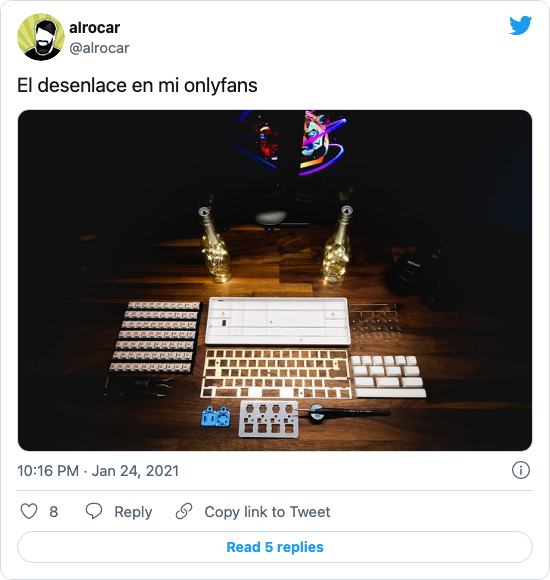 alrocar
@alrocar
El desenlace en mi onlyfans
10:16 PM · Jan 24, 2021
8 Reply Copy link to Tweet
Read 5 replies